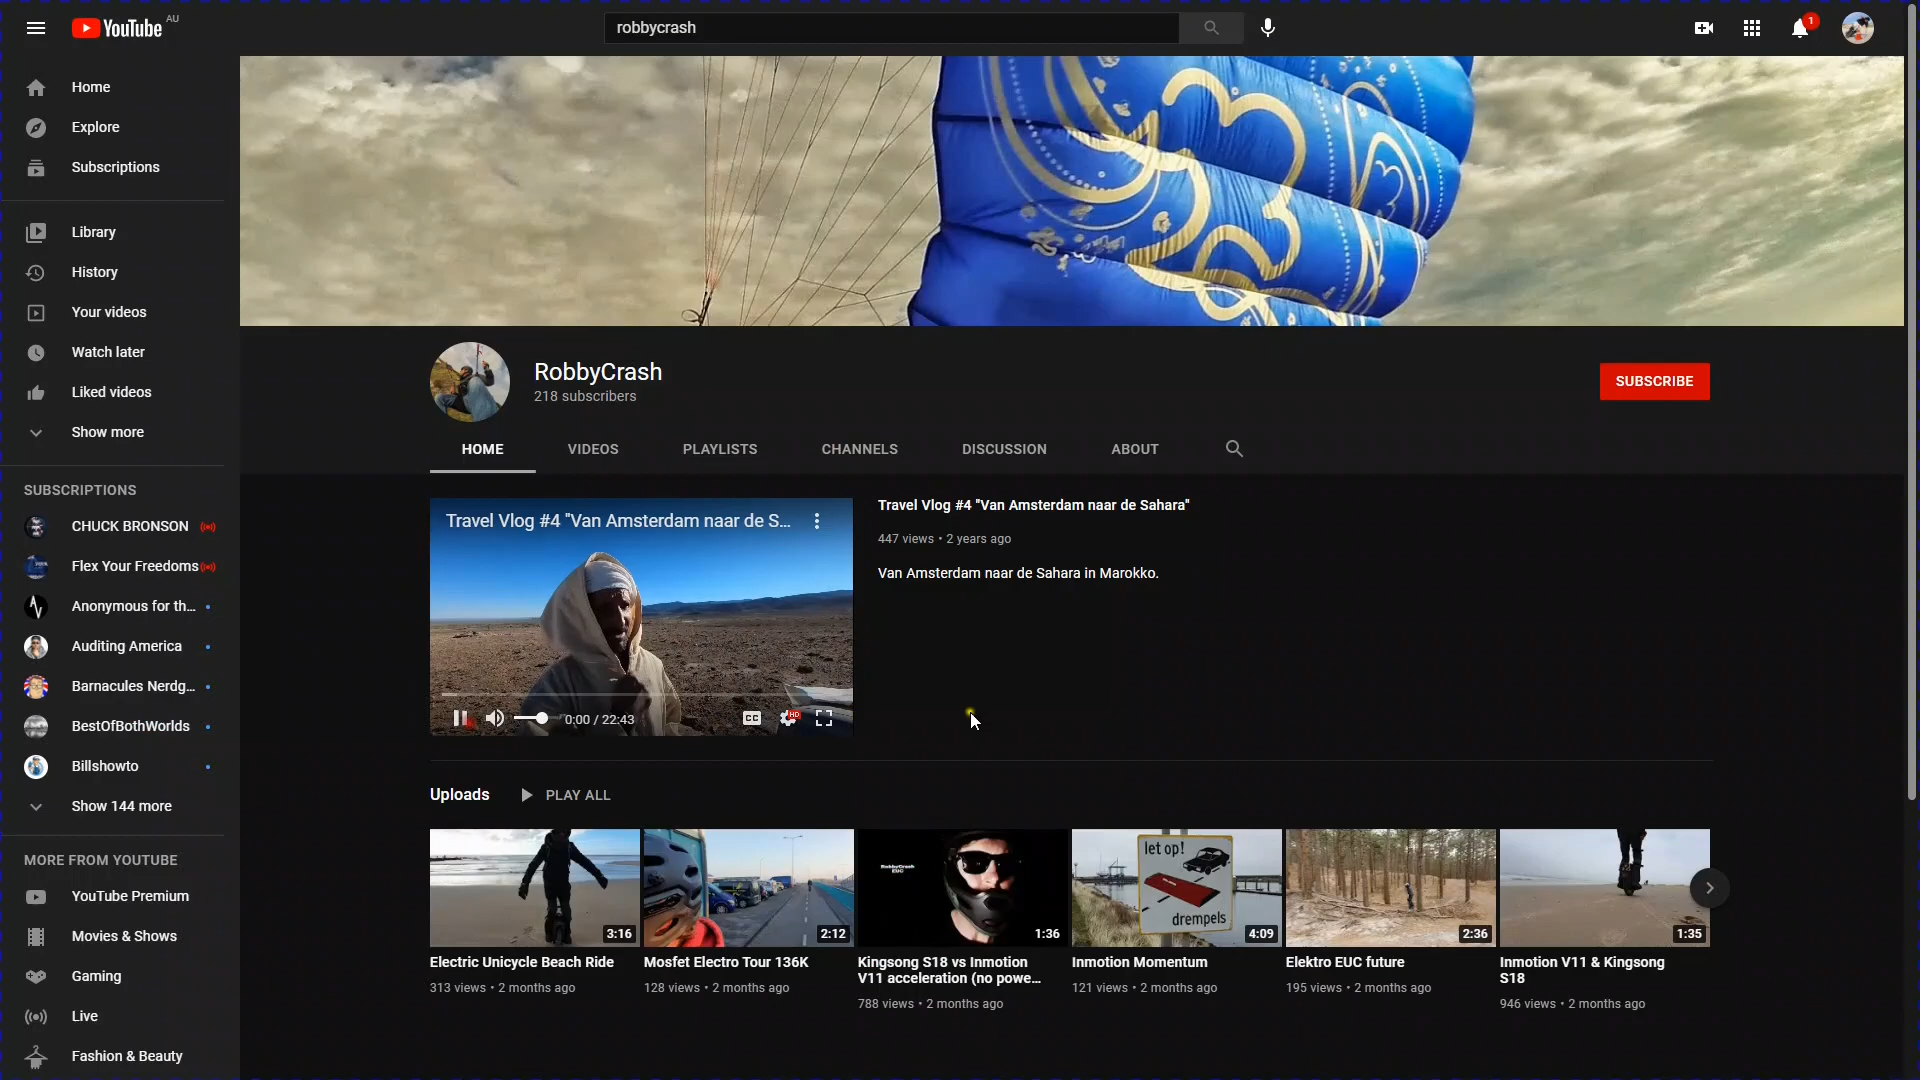 YouTube AU
robbycrash
1
Home
Explore
Subscriptions
Library
History
Your videos
Watch later
Liked videos
Show more
SUBSCRIPTIONS
CHUCK BRONSON
Flex Your Freedoms
Anonymous for th...
Auditing America
Barnacules Nerdg...
BestOfBothWorlds
Billshowto
Show 144 more
MORE FROM YOUTUBE
YouTube Premium
Movies & Shows
Gaming
Live
Fashion & Beauty
RobbyCrash
218 subscribers
SUBSCRIBE
HOME VIDEOS PLAYLISTS CHANNELS DISCUSSION ABOUT
Travel Vlog #4 "Van Amsterdam naar de S...
0:00 / 22:43
CC HD
Travel Vlog #4 "Van Amsterdam naar de Sahara"
447 views • 2 years ago
Van Amsterdam naar de Sahara in Marokko.
Uploads PLAY ALL
3:16
Electric Unicycle Beach Ride
313 views • 2 months ago
2:12
Mosfet Electro Tour 136K
128 views • 2 months ago
RobbyCrash
EUC
1:36
Kingsong S18 vs Inmotion
V11 acceleration (no powe...
788 views • 2 months ago
let op!
drempels
4:09
Inmotion Momentum
121 views • 2 months ago
2:36
Elektro EUC future
195 views • 2 months ago
1:35
Inmotion V11 & Kingsong
S18
946 views • 2 months ago